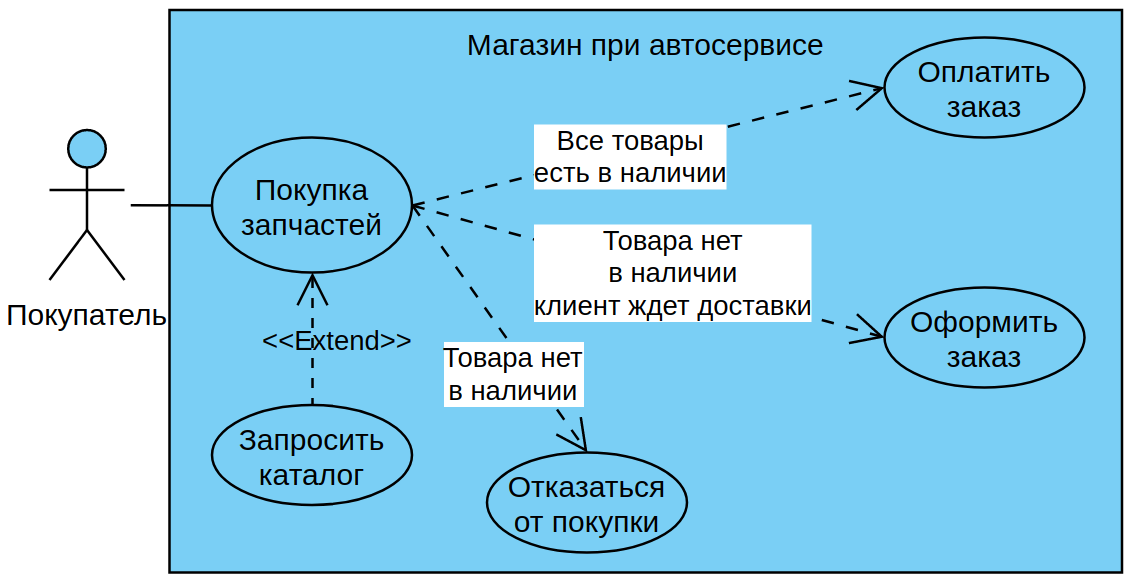 Магазин при автосервисе
Оплатить
заказ
Все товары
есть в наличии
Покупка
запчастей
Товара нет
в наличии
клиент ждет доставки
Покупатель
Оформить
заказ
<<Extend>>
Товара нет
в наличии
Запросить
каталог
Отказаться
от покупки